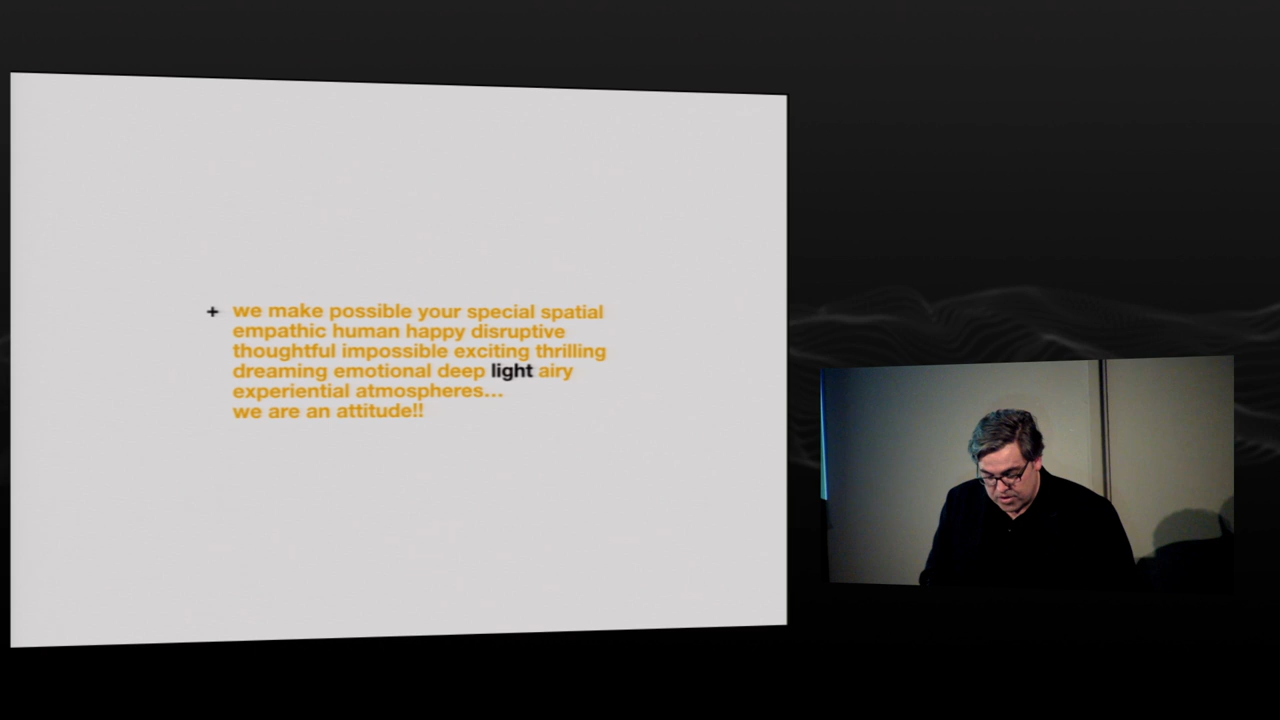 + we make possible your special spatial
empathic human happy disruptive
thoughtful impossible exciting thrilling
dreaming emotional deep light airy
experiential atmospheres...
we are an attitude!!